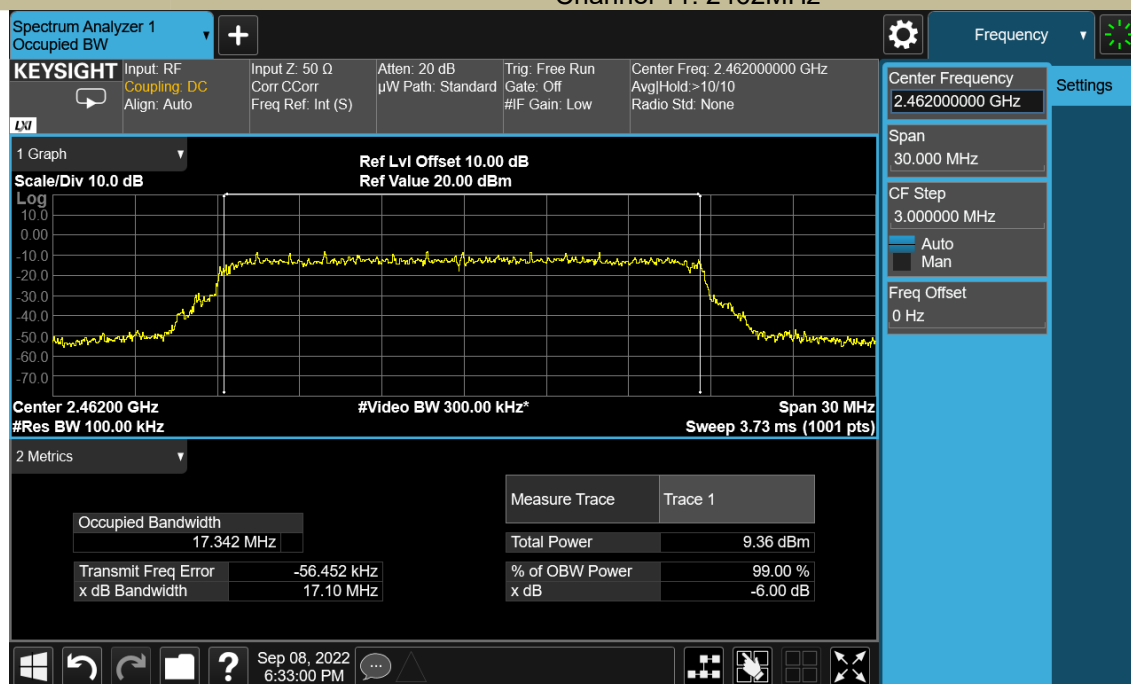 Channel 11: 2462MHz
Spectrum Analyzer 1
Occupied BW
Frequency
KEYSIGHT
Input: RF
Coupling: DC
Align: Auto
Input Z: 50 Ω
Corr CCorr
Freq Ref: Int (S)
Atten: 20 dB
µW Path: Standard
Trig: Free Run
Gate: Off
#IF Gain: Low
Center Freq: 2.462000000 GHz
Avg|Hold:>10/10
Radio Std: None
LXI
Center Frequency
2.462000000 GHz
Settings
Span
30.000 MHz
CF Step
3.000000 MHz
Auto
Man
Freq Offset
0 Hz
1 Graph
Scale/Div 10.0 dB
Ref Lvl Offset 10.00 dB
Ref Value 20.00 dBm
Log
10.0
0.00
-10.0
-20.0
-30.0
-40.0
-50.0
-60.0
-70.0
Center 2.46200 GHz
#Video BW 300.00 kHz*
Span 30 MHz
#Res BW 100.00 kHz
Sweep 3.73 ms (1001 pts)
2 Metrics
Measure Trace
Trace 1
Occupied Bandwidth
17.342 MHz
Total Power
9.36 dBm
Transmit Freq Error
-56.452 kHz
% of OBW Power
99.00 %
x dB Bandwidth
17.10 MHz
x dB
-6.00 dB
?
Sep 08, 2022
6:33:00 PM